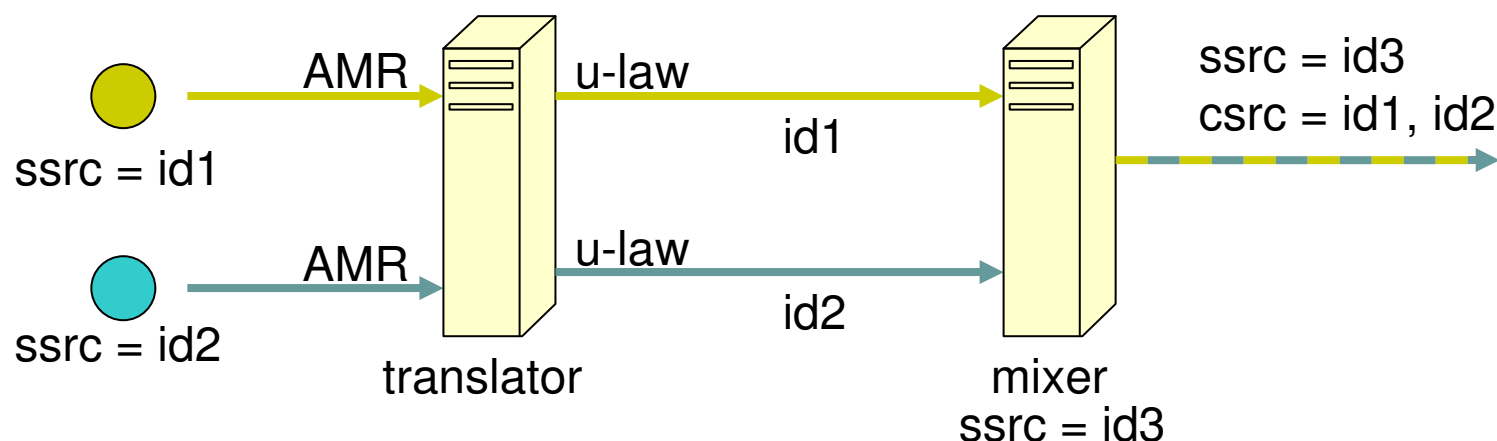 AMR
u-law
ssrc = id3
csrc = id1, id2
id1
ssrc = id1
AMR
u-law
id2
ssrc = id2
translator
mixer
ssrc = id3